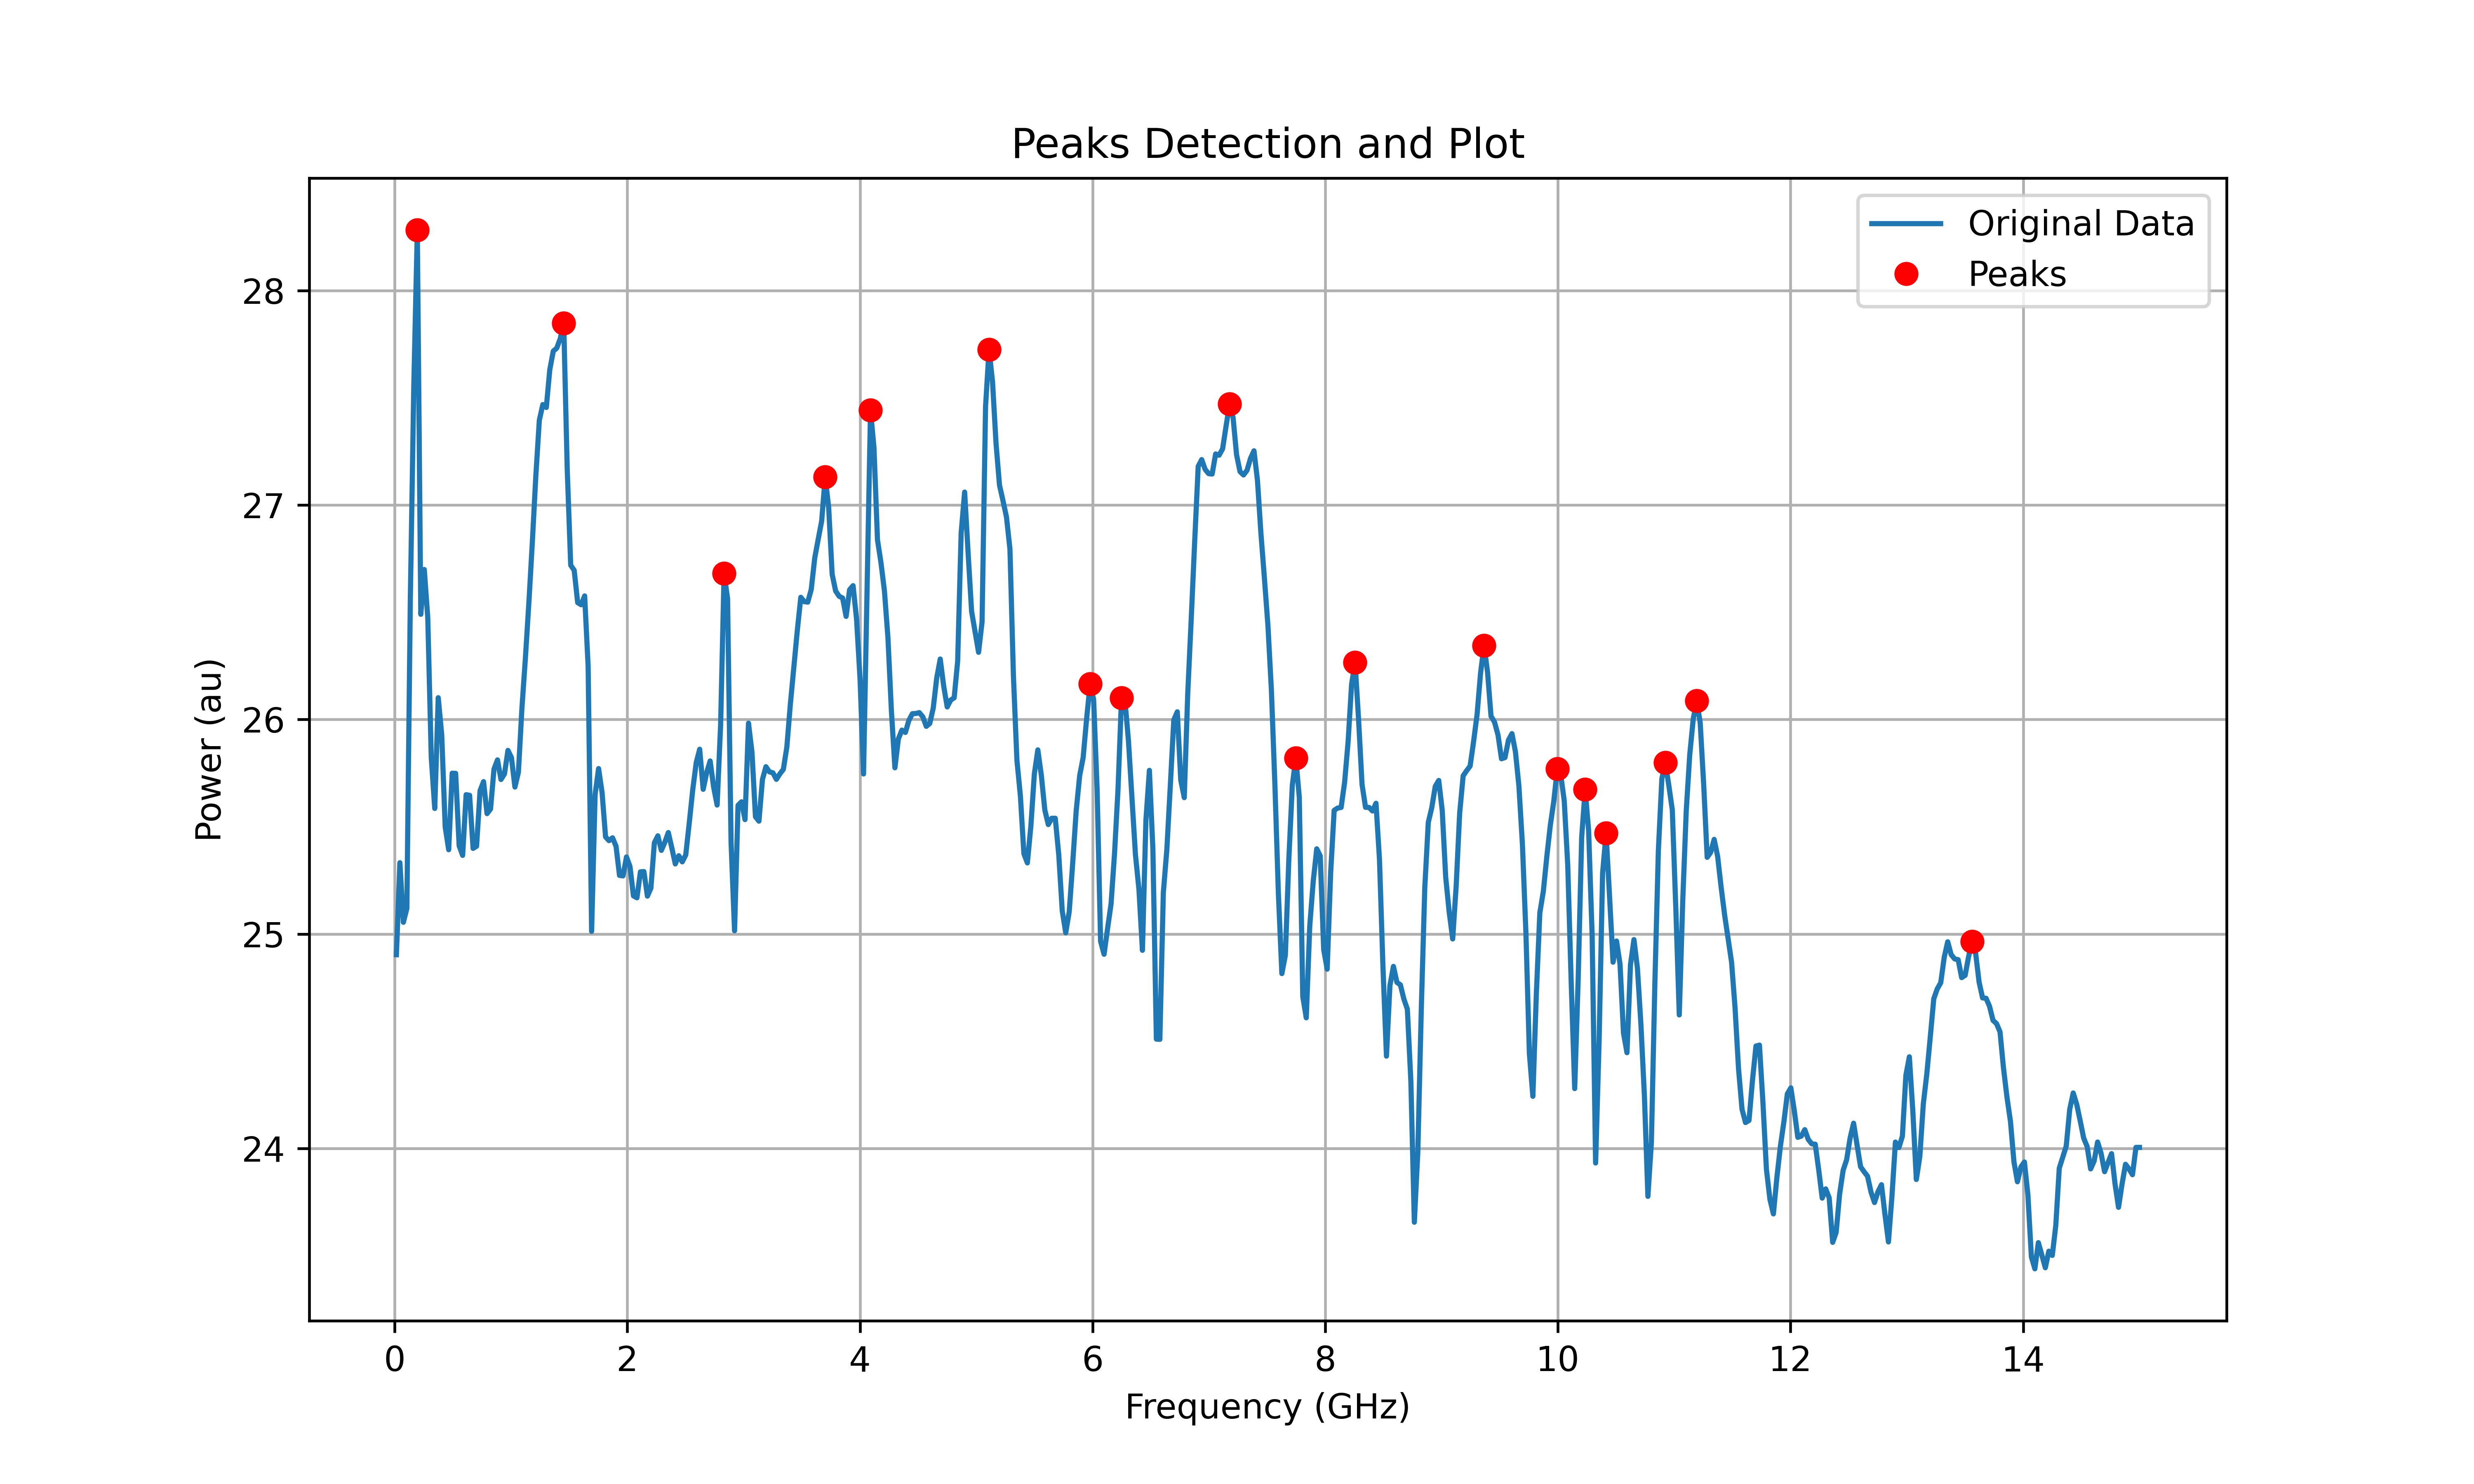 Peaks Detection and Plot
Original Data
Peaks
28
27
26
25
24
Power (au)
0 2 4 6 8 10 12 14
Frequency (GHz)